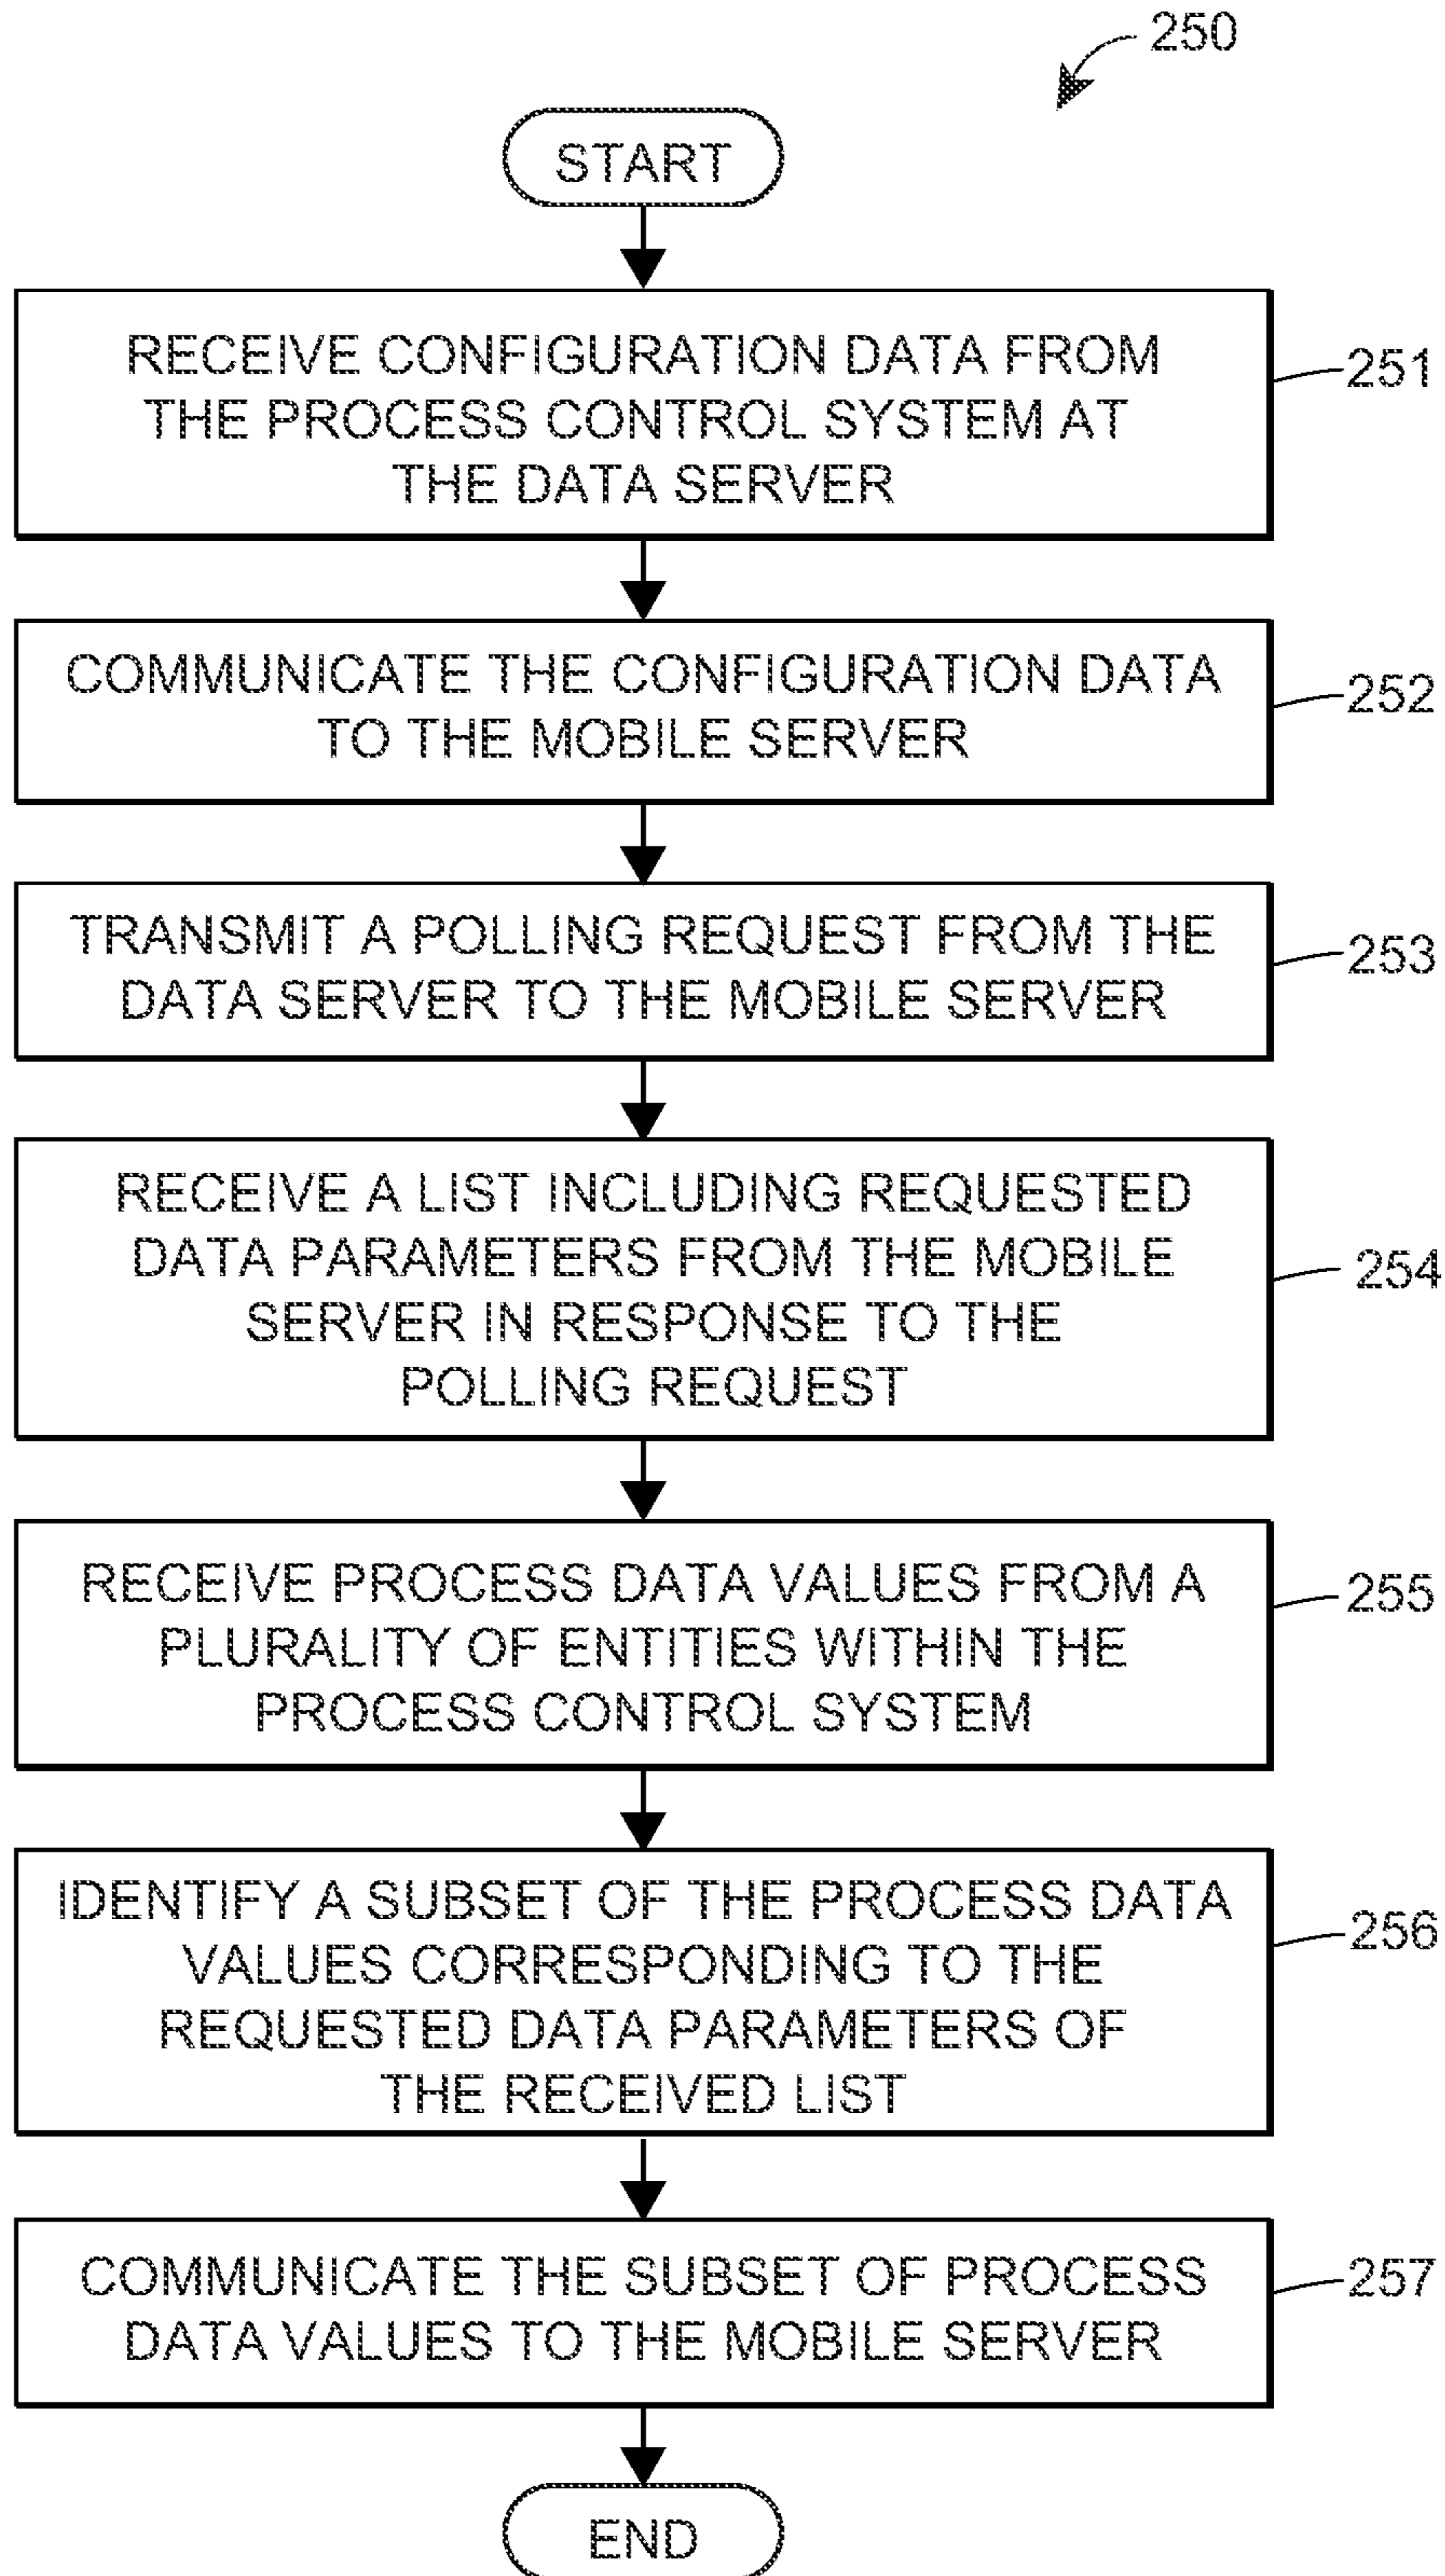 250
START
RECEIVE CONFIGURATION DATA FROM
THE PROCESS CONTROL SYSTEM AT
THE DATA SERVER
251
COMMUNICATE THE CONFIGURATION DATA
TO THE MOBILE SERVER
252
TRANSMIT A POLLING REQUEST FROM THE
DATA SERVER TO THE MOBILE SERVER
253
RECEIVE A LIST INCLUDING REQUESTED
DATA PARAMETERS FROM THE MOBILE
SERVER IN RESPONSE TO THE
POLLING REQUEST
254
RECEIVE PROCESS DATA VALUES FROM A
PLURALITY OF ENTITIES WITHIN THE
PROCESS CONTROL SYSTEM
255
IDENTIFY A SUBSET OF THE PROCESS DATA
VALUES CORRESPONDING TO THE
REQUESTED DATA PARAMETERS OF
THE RECEIVED LIST
256
COMMUNICATE THE SUBSET OF PROCESS
DATA VALUES TO THE MOBILE SERVER
257
END